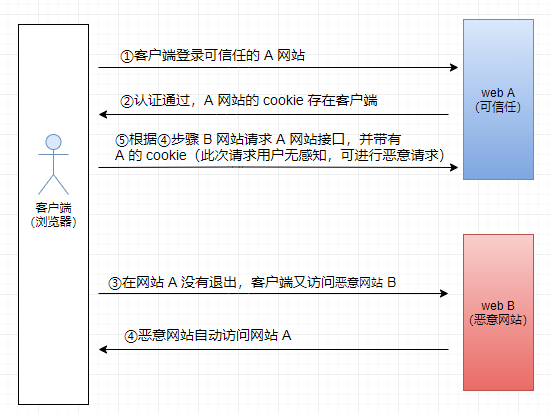 ①客户端登录可信任的 A 网站
②认证通过，A 网站的 cookie 存在客户端
⑤根据④步骤 B 网站请求 A 网站接口，并带有
A 的 cookie（此次请求用户无感知，可进行恶意请求）
web A
（可信任）
客户端
（浏览器）
③在网站 A 没有退出，客户端又访问恶意网站 B
④恶意网站自动访问网站 A
web B
（恶意网站）